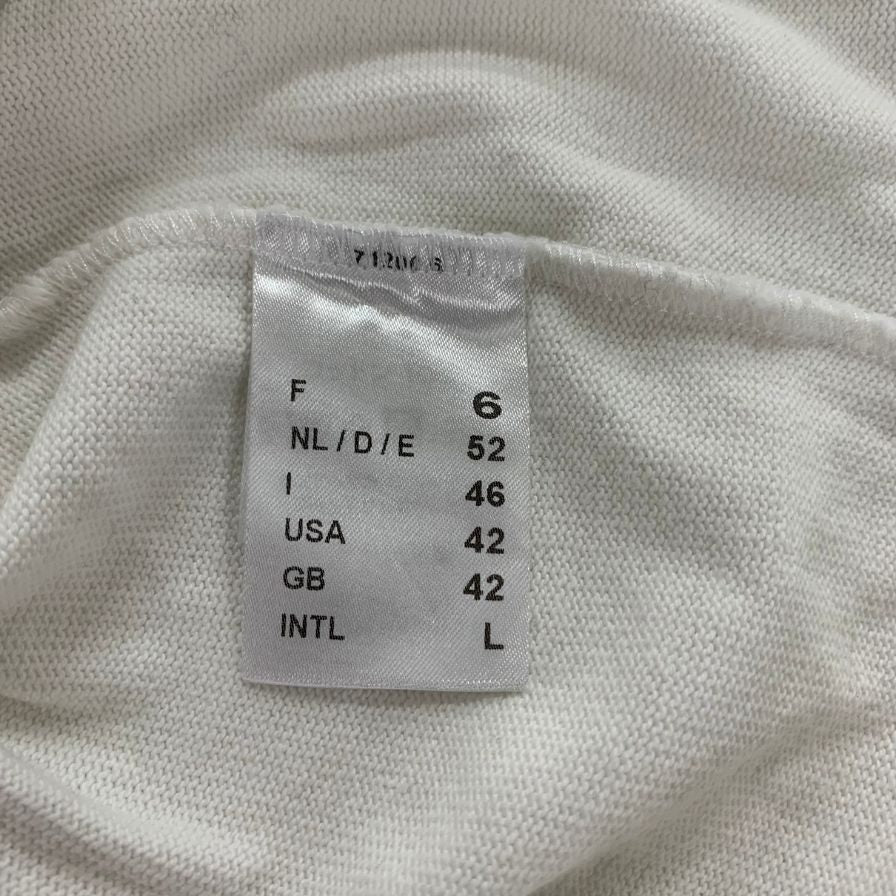 F 6
NL / D / E 52
I 46
USA 42
GB 42
INTL L